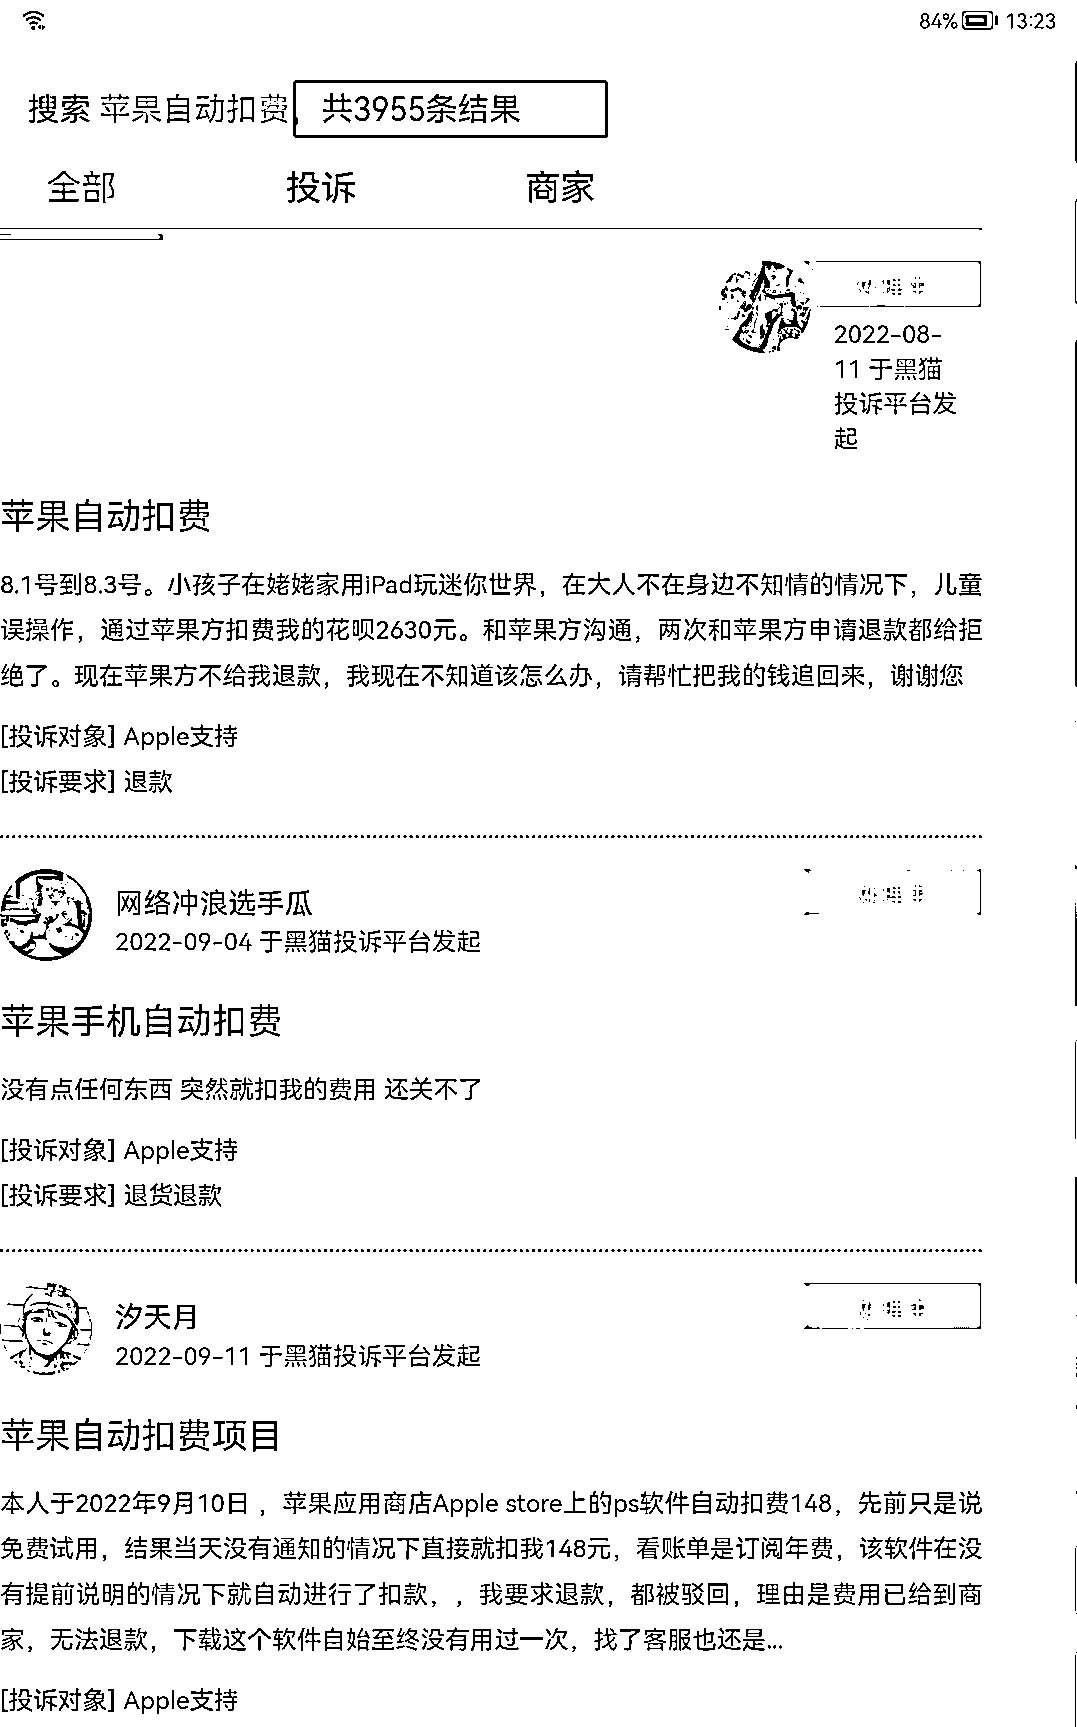 84% 13:23
搜索 苹果自动扣费, 共3955条结果
全部 投诉 商家
2022-08-
11 于黑猫
投诉平台发
起
苹果自动扣费
8.1号到8.3号。小孩子在姥姥家用iPad玩迷你世界，在大人不在身边不知情的情况下，儿童
误操作，通过苹果方扣费我的花呗2630元。和苹果方沟通，两次和苹果方申请退款都给拒
绝了。现在苹果方不给我退款，我现在不知道该怎么办，请帮忙把我的钱追回来，谢谢您
[投诉对象] Apple支持
[投诉要求] 退款
网络冲浪选手瓜
2022-09-04 于黑猫投诉平台发起
苹果手机自动扣费
没有点任何东西 突然就扣我的费用 还关不了
[投诉对象] Apple支持
[投诉要求] 退货退款
汐天月
2022-09-11 于黑猫投诉平台发起
苹果自动扣费项目
本人于2022年9月10日 ，苹果应用商店Apple store上的ps软件自动扣费148，先前只是说
免费试用，结果当天没有通知的情况下直接就扣我148元，看账单是订阅年费，该软件在没
有提前说明的情况下就自动进行了扣款，，我要求退款，都被驳回，理由是费用已给到商
家，无法退款，下载这个软件自始至终没有用过一次，找了客服也还是...
[投诉对象] Apple支持